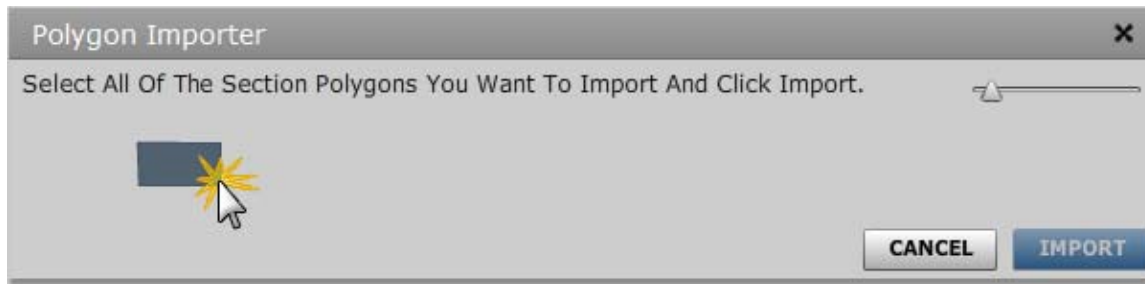 Polygon Importer
Select All Of The Section Polygons You Want To Import And Click Import.
CANCEL IMPORT